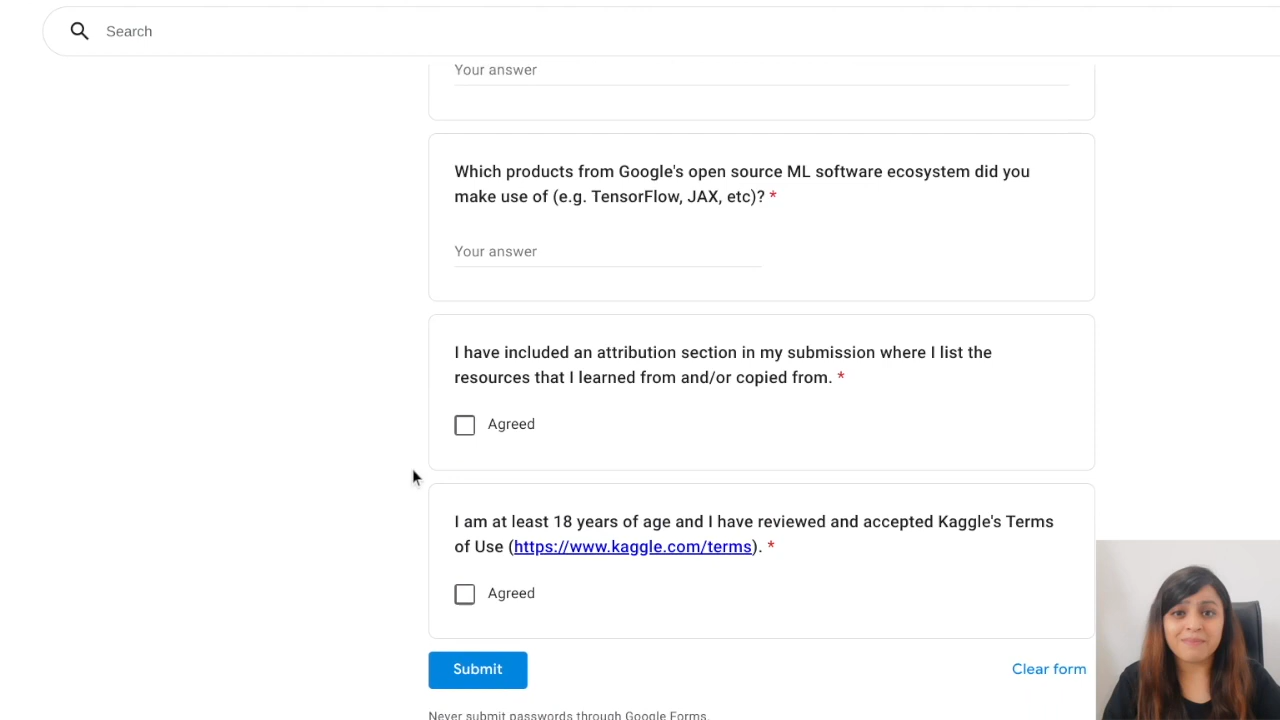 Search
Your answer
Which products from Google's open source ML software ecosystem did you
make use of (e.g. TensorFlow, JAX, etc)? *
Your answer
I have included an attribution section in my submission where I list the
resources that I learned from and/or copied from. *
Agreed
I am at least 18 years of age and I have reviewed and accepted Kaggle's Terms
of Use (https://www.kaggle.com/terms). *
Agreed
Submit
Clear form
Never submit passwords through Google Forms.